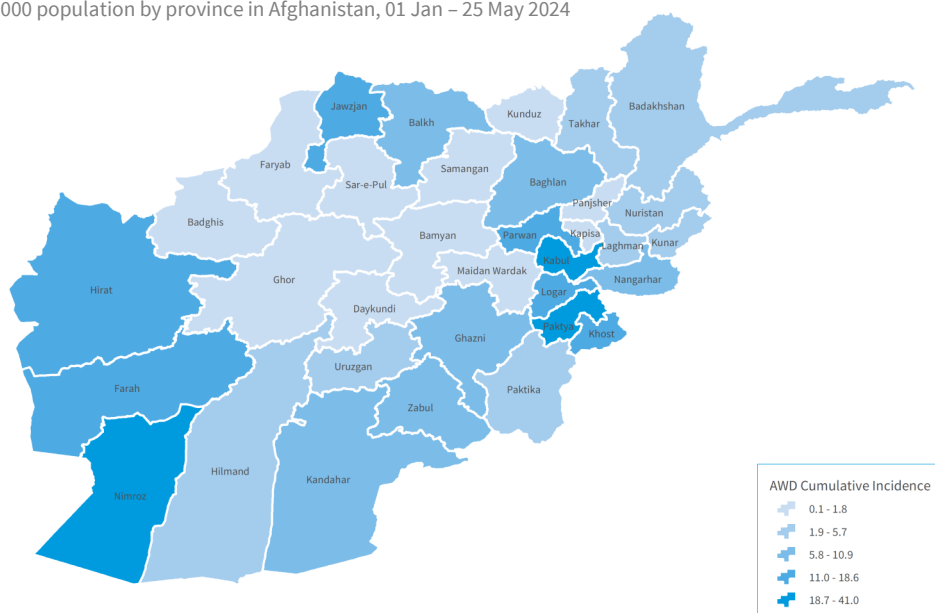 000 population by province in Afghanistan, 01 Jan – 25 May 2024
Jawzjan
Balkh
Kunduz
Takhar
Badakhshan
Faryab
Sar-e-Pul
Samangan
Baghlan
Panjsher
Nuristan
Badghis
Bamyan
Parwan
Kapisa
Laghman
Kunar
Kabul
Hirat
Ghor
Maidan Wardak
Nangarhar
Logar
Daykundi
Paktya
Khost
Ghazni
Uruzgan
Farah
Paktika
Zabul
Hilmand
Kandahar
Nimroz
AWD Cumulative Incidence
0.1 - 1.8
1.9 - 5.7
5.8 - 10.9
11.0 - 18.6
18.7 - 41.0